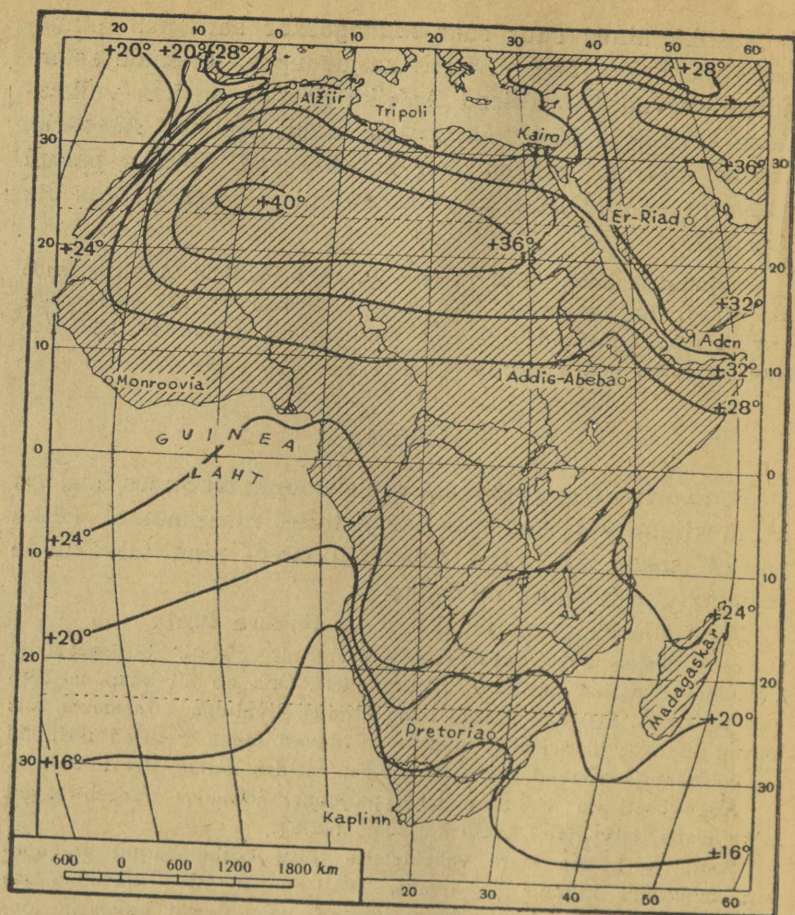 20 10 0 10 20 30 40 50 60
+20° +20° +28° +28°
Alžiir
Tripoli
Kairo
30 30
+36°
+40°
Er-Riad
+24°
20 +36° 20
+32°
Aden
10 +32° 10
Monroovia
Addis-Abeba
+28°
GUINEA
LAHT
0 0
+24°
10 10
+24°
+20°
20 20
Madagaskar
+20°
Pretoria
+16°
30 30
Kaplinn
+16°
600 0 600 1200 1800 km
20 30 40 50 60